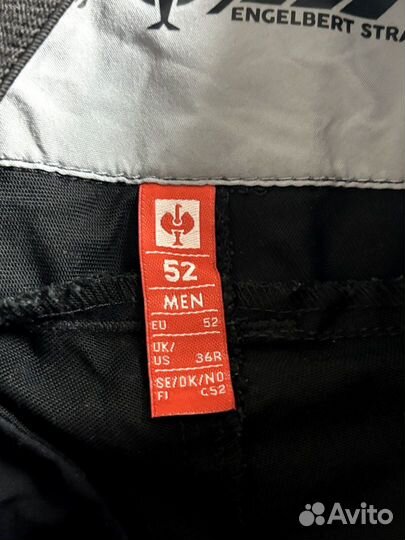 ENGELBERT STRA
52
MEN
EU 52
UK/
US 36R
SE/DK/NO
FI C52
Avito